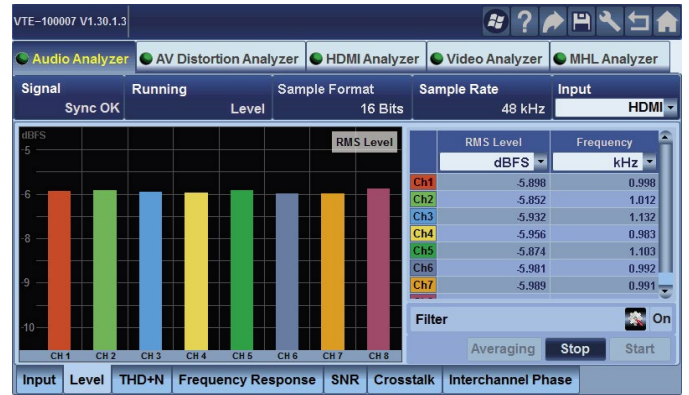 VTE-100007 V1.30.1.3 ?
Audio Analyzer AV Distortion Analyzer HDMI Analyzer Video Analyzer MHL Analyzer
Signal Running Sample Format Sample Rate Input
Sync OK Level 16 Bits 48 kHz HDMI
dBFS RMS Level
-5
-6
-8
-9
-10
CH 1 CH 2 CH 3 CH 4 CH 5 CH 6 CH 7 CH 8
RMS Level Frequency
dBFS kHz
Ch1 -5.898 0.998
Ch2 -5.852 1.012
Ch3 -5.932 1.132
Ch4 -5.956 0.983
Ch5 -5.874 1.103
Ch6 -5.981 0.992
Ch7 -5.989 0.991
Filter On
Averaging Stop Start
Input Level THD+N Frequency Response SNR Crosstalk Interchannel Phase